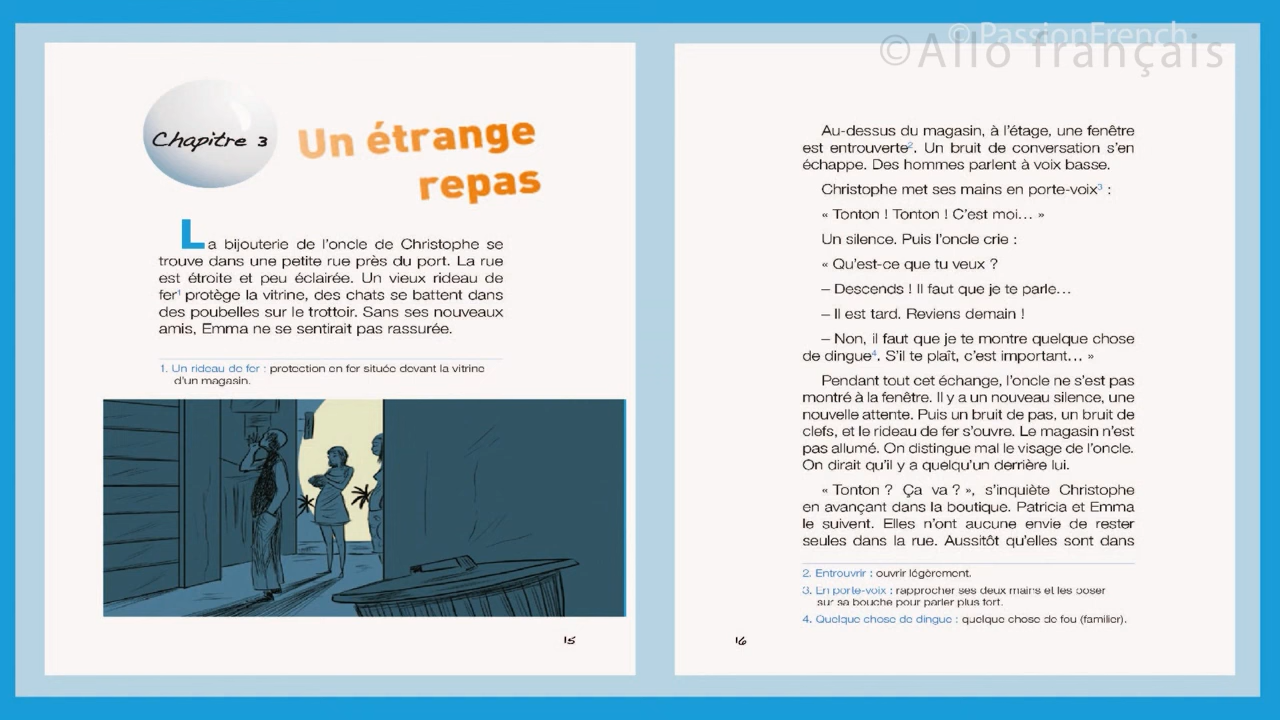 © PassionFrench
©Allo français
Chapitre 3
Un étrange
repas
La bijouterie de l'oncle de Christophe se
trouve dans une petite rue près du port. La rue
est étroite et peu éclairée. Un vieux rideau de
fer¹ protège la vitrine, des chats se battent dans
des poubelles sur le trottoir. Sans ses nouveaux
amis, Emma ne se sentirait pas rassurée.
1. Un rideau de fer : protection en fer située devant la vitrine
d'un magasin.
15
Au-dessus du magasin, à l'étage, une fenêtre
est entrouverte². Un bruit de conversation s'en
échappe. Des hommes parlent à voix basse.
Christophe met ses mains en porte-voix³ :
« Tonton ! Tonton ! C'est moi… »
Un silence. Puis l'oncle crie :
« Qu'est-ce que tu veux ?
– Descends ! Il faut que je te parle…
– Il est tard. Reviens demain !
– Non, il faut que je te montre quelque chose
de dingue⁴. S'il te plaît, c'est important… »
Pendant tout cet échange, l'oncle ne s'est pas
montré à la fenêtre. Il y a un nouveau silence, une
nouvelle attente. Puis un bruit de pas, un bruit de
clefs, et le rideau de fer s'ouvre. Le magasin n'est
pas allumé. On distingue mal le visage de l'oncle.
On dirait qu'il y a quelqu'un derrière lui.
« Tonton ? Ça va ? », s'inquiète Christophe
en avançant dans la boutique. Patricia et Emma
le suivent. Elles n'ont aucune envie de rester
seules dans la rue. Aussitôt qu'elles sont dans
2. Entrouvrir : ouvrir légèrement.
3. En porte-voix : rapprocher ses deux mains et les poser
sur sa bouche pour parler plus fort.
4. Quelque chose de dingue : quelque chose de fou (familier).
16